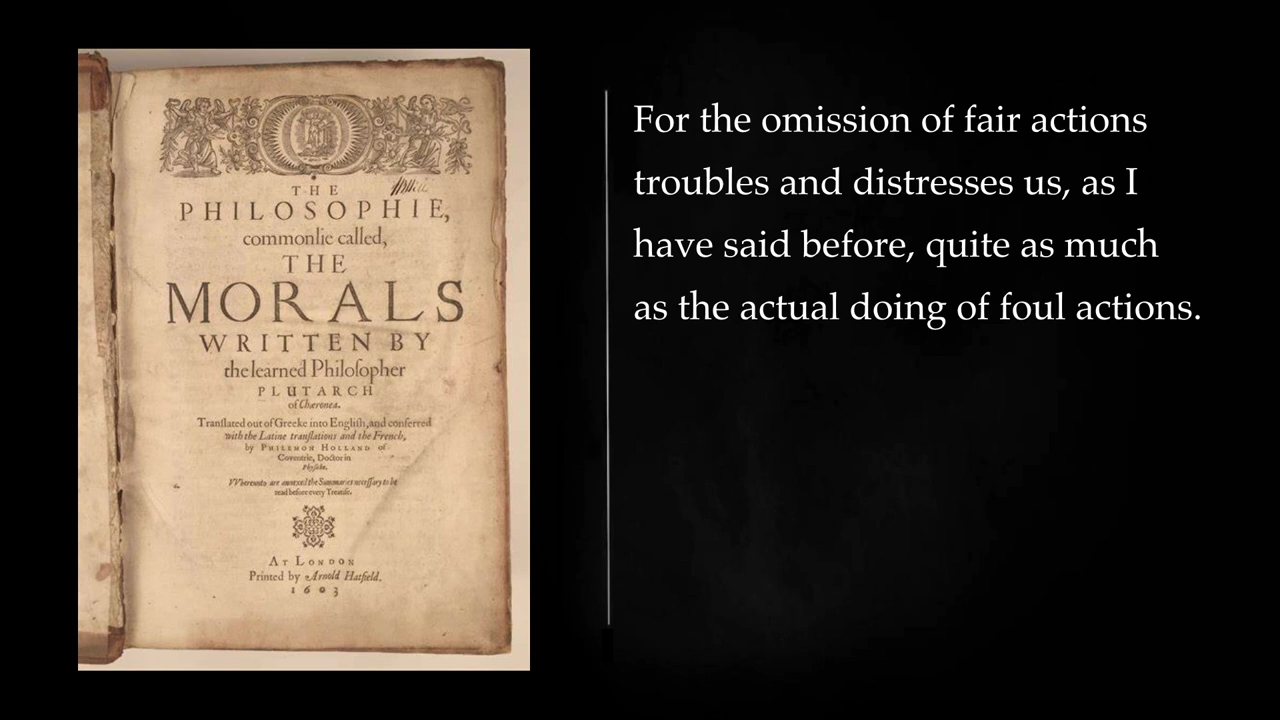 THE
PHILOSOPHIE,
commonlie called,
THE
MORALS
WRITTEN BY
the learned Philoſopher
PLUTARCH
of Chæronea.
Tranſlated out of Greeke into Engliſh, and conferred
with the Latine tranſlations and the French,
by PHILEMON HOLLAND of
Coventrie, Doctor in
Phyſicke.
VVhereunto are annexed the Summaries neceſſary to be
read before every Treatiſe.
AT LONDON
Printed by Arnold Hatfield.
1603
For the omission of fair actions
troubles and distresses us, as I
have said before, quite as much
as the actual doing of foul actions.